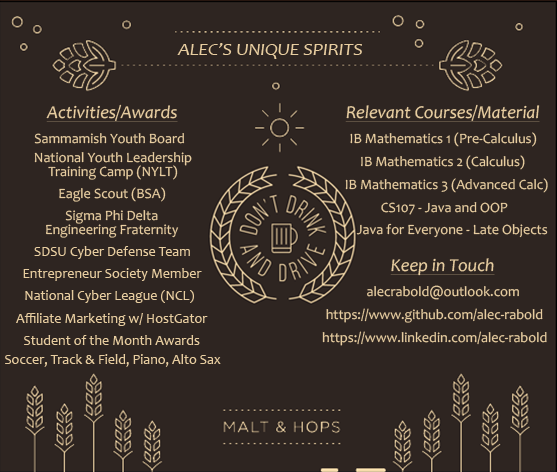 ALEC'S UNIQUE SPIRITS
Activities/Awards
Sammamish Youth Board
National Youth Leadership
Training Camp (NYLT)
Eagle Scout (BSA)
Sigma Phi Delta
Engineering Fraternity
SDSU Cyber Defense Team
Entrepreneur Society Member
National Cyber League (NCL)
Affiliate Marketing w/ HostGator
Student of the Month Awards
Soccer, Track & Field, Piano, Alto Sax
DON'T DRINK
AND DRIVE
Relevant Courses/Material
IB Mathematics 1 (Pre-Calculus)
IB Mathematics 2 (Calculus)
IB Mathematics 3 (Advanced Calc)
CS107 - Java and OOP
Java for Everyone - Late Objects
Keep in Touch
alecrabold@outlook.com
https://www.github.com/alec-rabold
https://www.linkedin.com/alec-rabold
MALT & HOPS